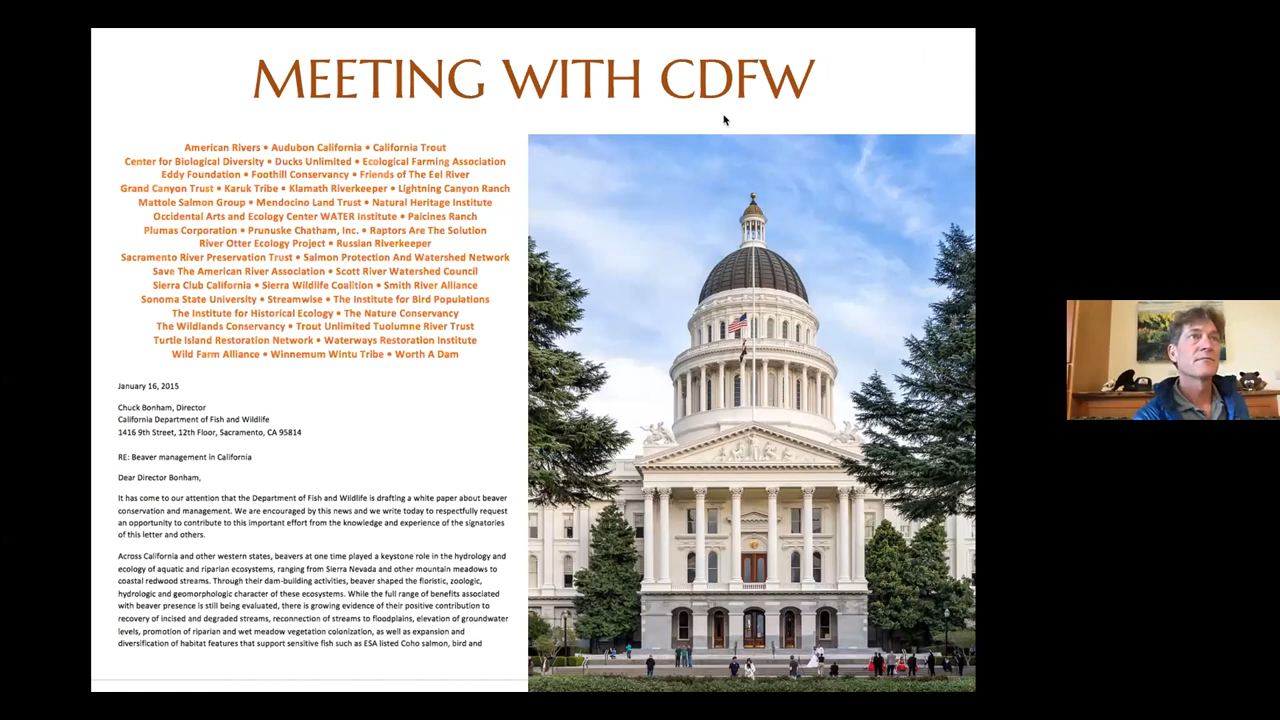 MEETING WITH CDFW
American Rivers • Audubon California • California Trout
Center for Biological Diversity • Ducks Unlimited • Ecological Farming Association
Eddy Foundation • Foothill Conservancy • Friends of The Eel River
Grand Canyon Trust • Karuk Tribe • Klamath Riverkeeper • Lightning Canyon Ranch
Mattole Salmon Group • Mendocino Land Trust • Natural Heritage Institute
Occidental Arts and Ecology Center WATER Institute • Paicines Ranch
Plumas Corporation • Prunuske Chatham, Inc. • Raptors Are The Solution
River Otter Ecology Project • Russian Riverkeeper
Sacramento River Preservation Trust • Salmon Protection And Watershed Network
Save The American River Association • Scott River Watershed Council
Sierra Club California • Sierra Wildlife Coalition • Smith River Alliance
Sonoma State University • Streamwise • The Institute for Bird Populations
The Institute for Historical Ecology • The Nature Conservancy
The Wildlands Conservancy • Trout Unlimited Tuolumne River Trust
Turtle Island Restoration Network • Waterways Restoration Institute
Wild Farm Alliance • Winnemum Wintu Tribe • Worth A Dam
January 16, 2015
Chuck Bonham, Director
California Department of Fish and Wildlife
1416 9th Street, 12th Floor, Sacramento, CA 95814
RE: Beaver management in California
Dear Director Bonham,
It has come to our attention that the Department of Fish and Wildlife is drafting a white paper about beaver
conservation and management. We are encouraged by this news and we write today to respectfully request
an opportunity to contribute to this important effort from the knowledge and experience of the signatories
of this letter and others.
Across California and other western states, beavers at one time played a keystone role in the hydrology and
ecology of aquatic and riparian ecosystems, ranging from Sierra Nevada and other mountain meadows to
coastal redwood streams. Through their dam-building activities, beaver shaped the floristic, zoologic,
hydrologic and geomorphologic character of these ecosystems. While the full range of benefits associated
with beaver presence is still being evaluated, there is growing evidence of their positive contribution to
recovery of incised and degraded streams, reconnection of streams to floodplains, elevation of groundwater
levels, promotion of riparian and wet meadow vegetation colonization, as well as expansion and
diversification of habitat features that support sensitive fish such as ESA listed Coho salmon, bird and